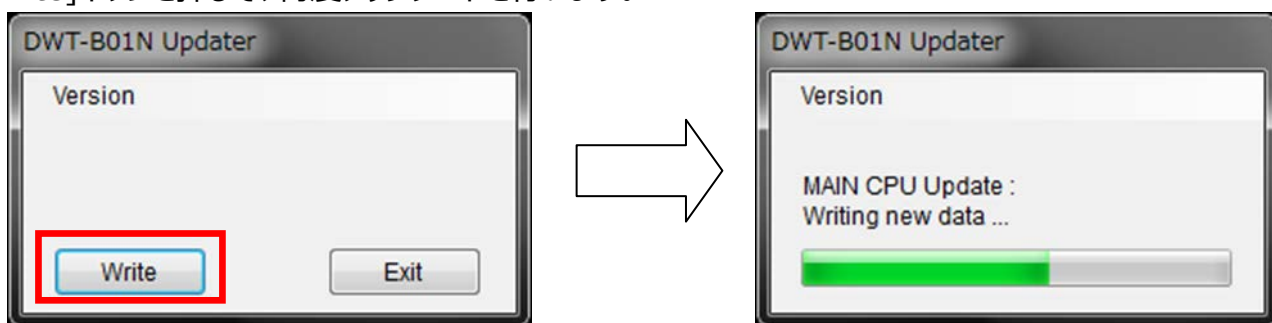 DWT-B01N Updater
Version
Write
Exit
DWT-B01N Updater
Version
MAIN CPU Update :
Writing new data ...